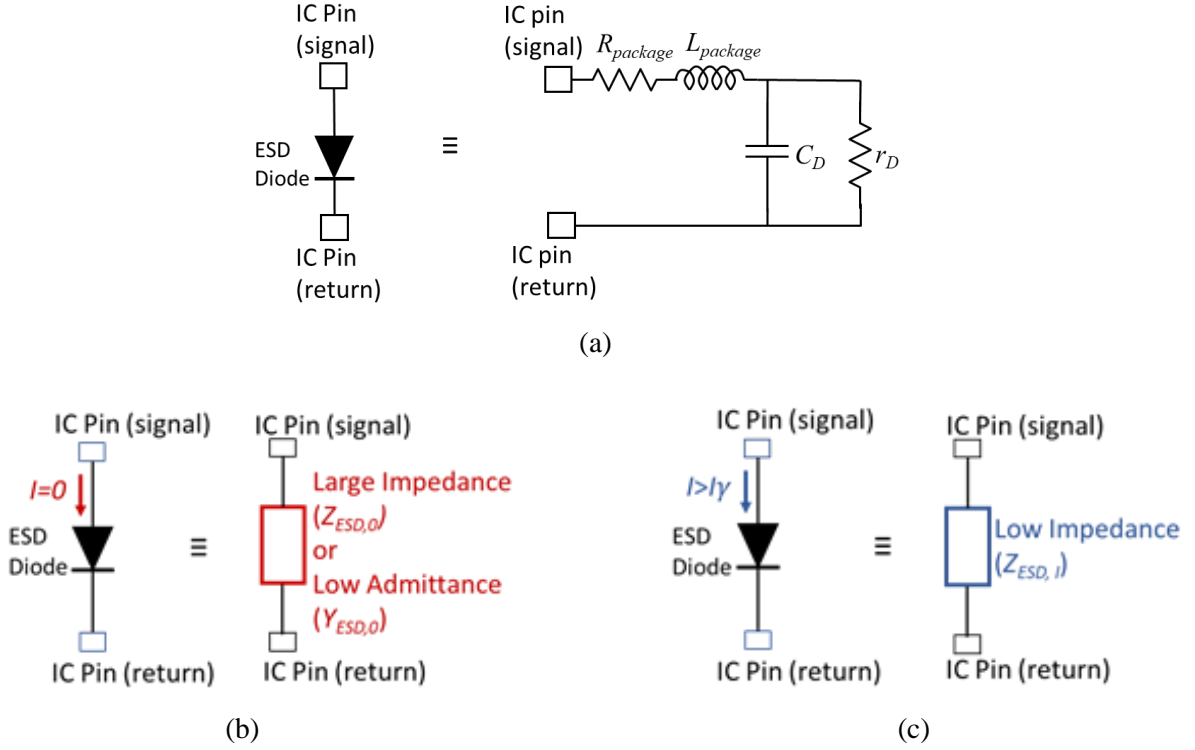 IC Pin
(signal)
ESD
Diode
IC Pin
(return)
≡
IC pin
(signal)
R_package
L_package
C_D
r_D
IC pin
(return)
(a)
IC Pin (signal)
I=0
ESD
Diode
IC Pin (return)
≡
IC Pin (signal)
Large Impedance
(Z_ESD,0)
or
Low Admittance
(Y_ESD,0)
IC Pin (return)
(b)
IC Pin (signal)
I>Iγ
ESD
Diode
IC Pin (return)
≡
IC Pin (signal)
Low Impedance
(Z_ESD, I)
IC Pin (return)
(c)